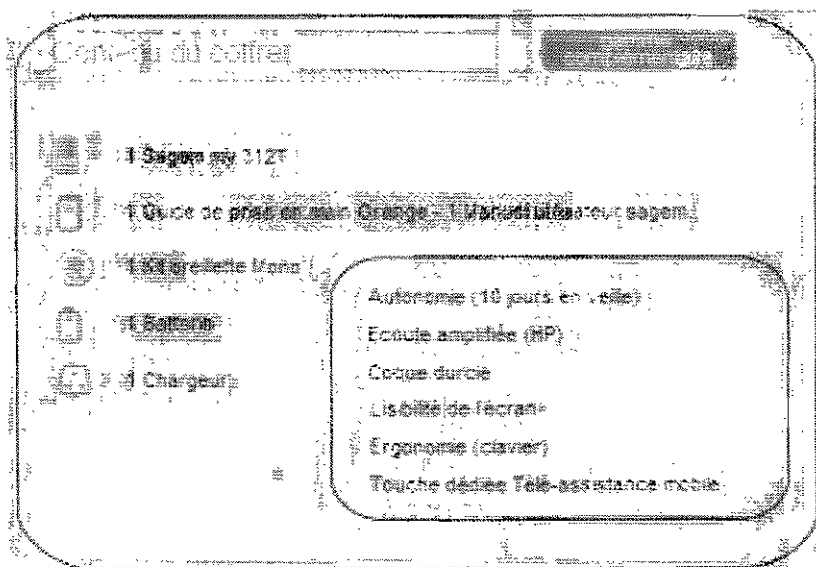 Contenu du coffret
1 Sagem my 312T
1 Guide de prise en main Orange - 1 Manuel utilisateur sagem
1 Kit oreillette Mono
1 Batterie
1 Chargeur
Autonomie (10 jours en veille)
Ecoute amplifiée (HP)
Coque durcie
Lisibilité de l'écran
Ergonomie (clavier)
Touche dédiée Télé-assistance mobile